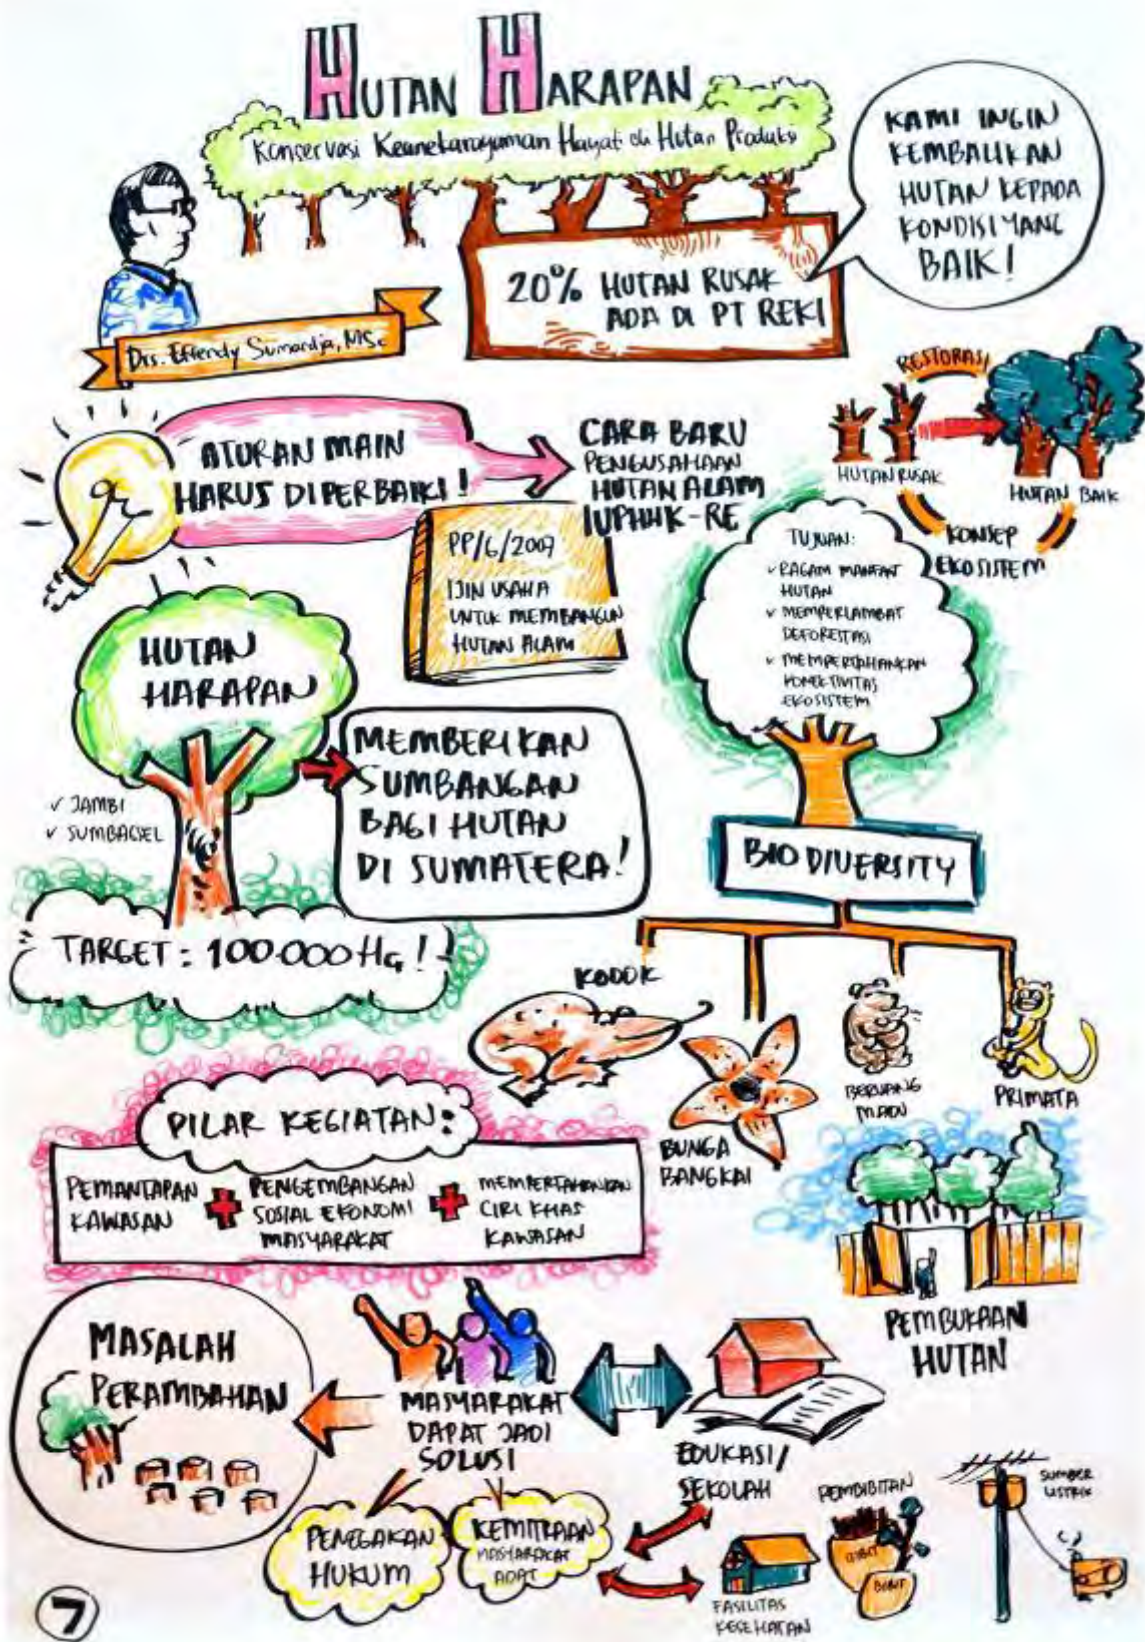 HUTAN HARAPAN
Konservasi Keanekaragaman Hayati di Hutan Produksi
KAMI INGIN
KEMBALIKAN
HUTAN KEPADA
KONDISI YANG
BAIK!
20% HUTAN RUSAK
ADA DI PT REKI
Drs. Effendy Sumardja, MSc
ATURAN MAIN
HARUS DIPERBAIKI!
CARA BARU
PENGUSAHAAN
HUTAN ALAM
IUPHHK-RE
RESTORASI
HUTAN RUSAK
HUTAN BAIK
KONSEP
EKOSISTEM
PP/6/2007
IJIN USAHA
UNTUK MEMBANGUN
HUTAN ALAM
TUJUAN:
✓ RAGAM MANFAAT
HUTAN
✓ MEMPERLAMBAT
DEFORESTASI
✓ MEMPERTAHANKAN
KONEKTIVITAS
EKOSISTEM
HUTAN
HARAPAN
✓ JAMBI
✓ SUMBAGSEL
MEMBERIKAN
SUMBANGAN
BAGI HUTAN
DI SUMATERA!
TARGET: 100.000 Ha!
BIODIVERSITY
KODOK
BUNGA
BANGKAI
BERUANG
MADU
PRIMATA
PILAR KEGIATAN:
PEMANTAPAN
KAWASAN
+
PENGEMBANGAN
SOSIAL EKONOMI
MASYARAKAT
+
MEMPERTAHANKAN
CIRI KHAS
KAWASAN
PEMBUKAAN
HUTAN
MASALAH
PERAMBAHAN
MASYARAKAT
DAPAT JADI
SOLUSI
EDUKASI/
SEKOLAH
PENEGAKAN
HUKUM
KEMITRAAN
MASYARAKAT
ADAT
FASILITAS
KESEHATAN
PEMBIBITAN
BIBIT
BIBIT
SUMBER
LISTRIK
7